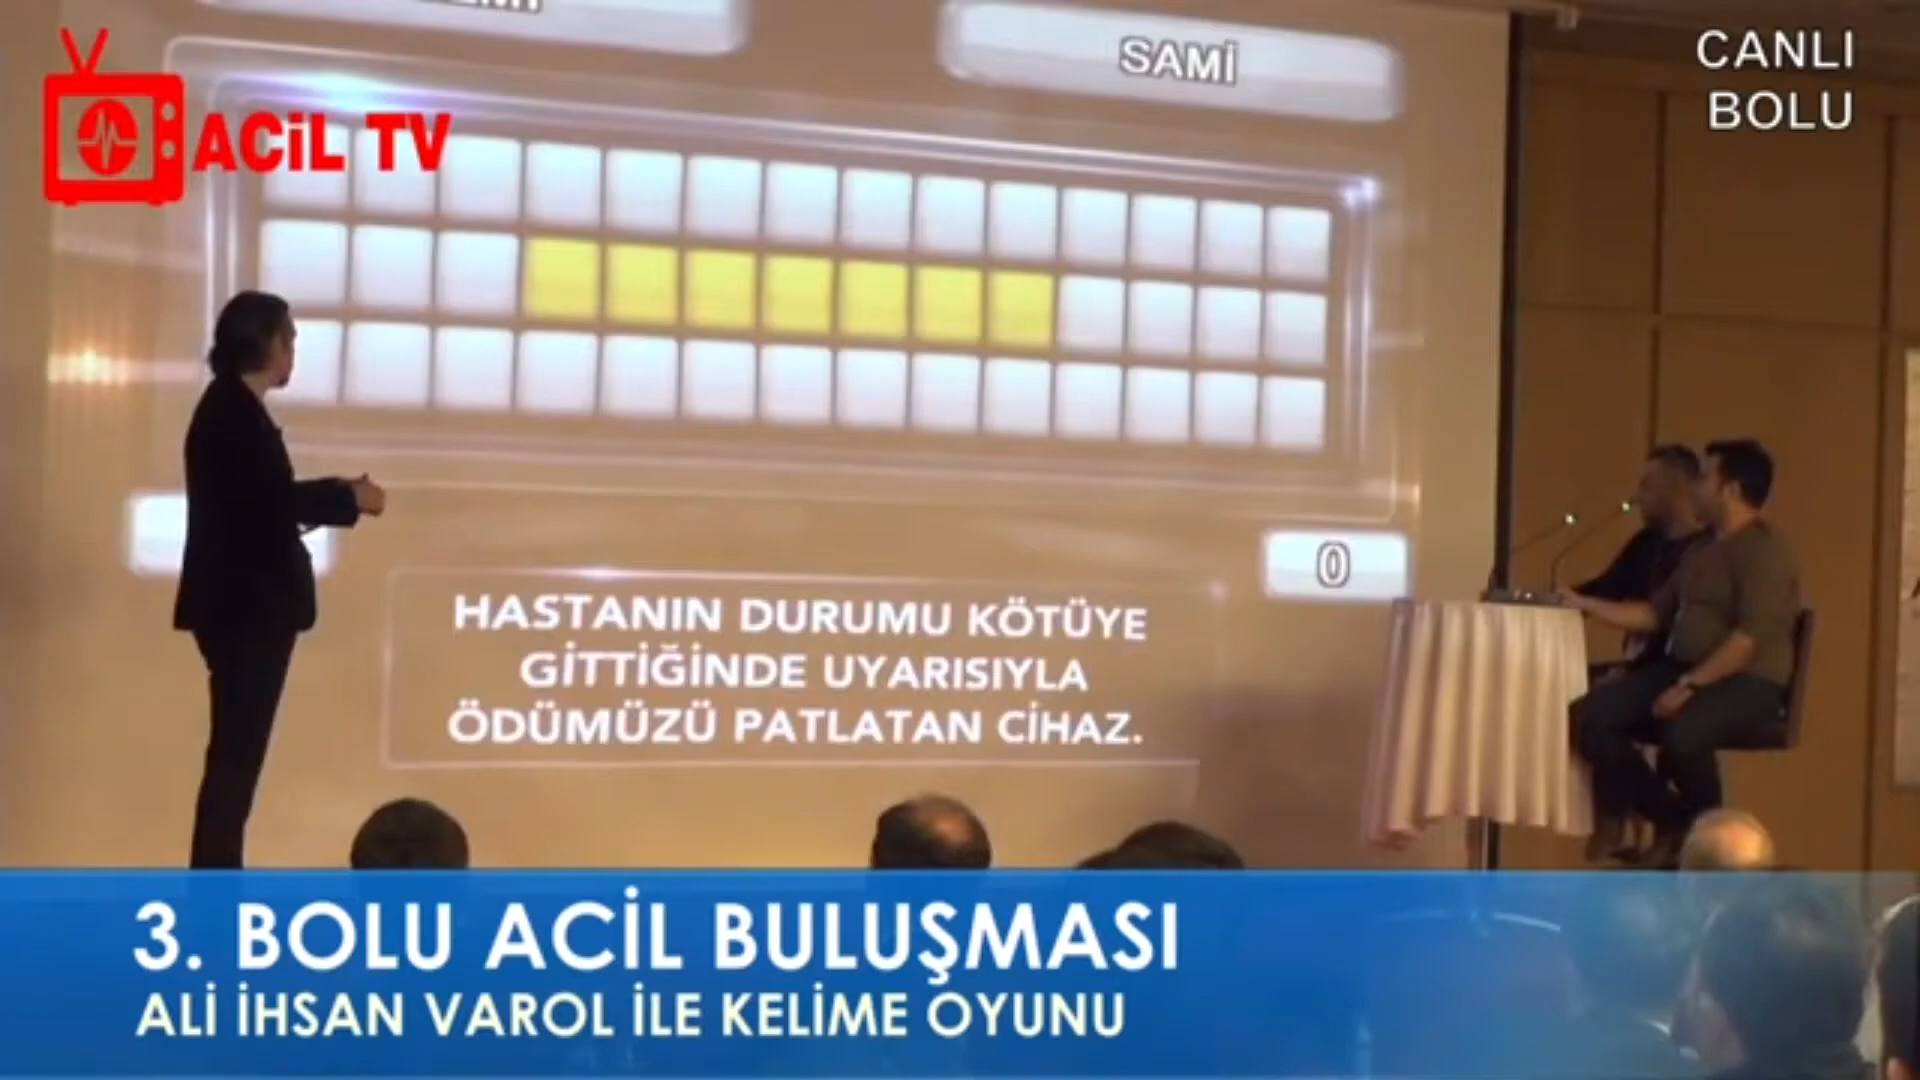 SAMİ
CANLI
BOLU
ACİL TV
0
HASTANIN DURUMU KÖTÜYE
GİTTİĞİNDE UYARISIYLA
ÖDÜMÜZÜ PATLATAN CİHAZ.
3. BOLU ACİL BULUŞMASI
ALİ İHSAN VAROL İLE KELİME OYUNU